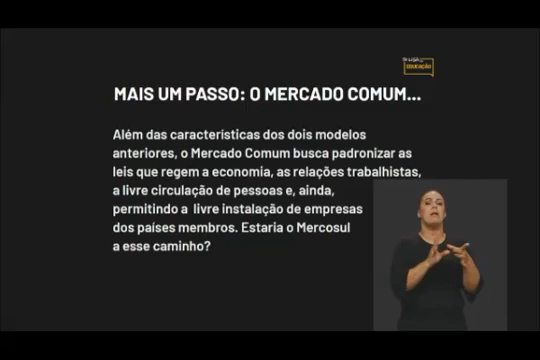 EDUCAÇÃO
MAIS UM PASSO: O MERCADO COMUM...
Além das características dos dois modelos
anteriores, o Mercado Comum busca padronizar as
leis que regem a economia, as relações trabalhistas,
a livre circulação de pessoas e, ainda,
permitindo a livre instalação de empresas
dos países membros. Estaria o Mercosul
a esse caminho?